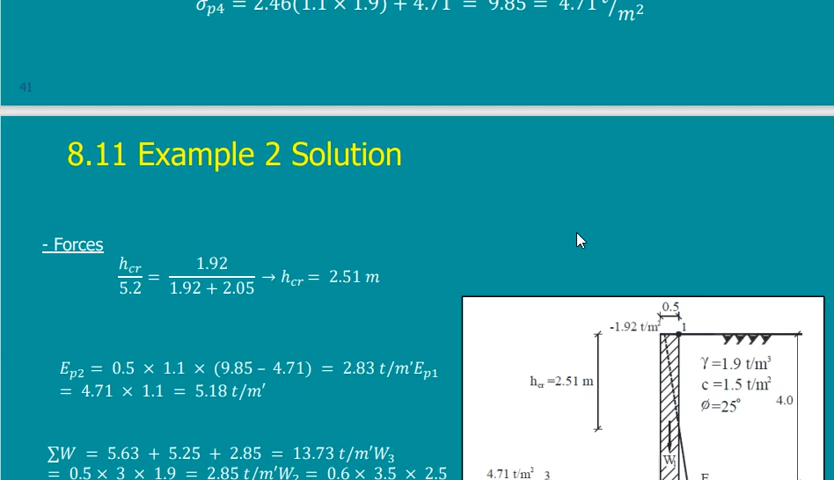 σp4 = 2.46(1.1 × 1.9) + 4.71 = 9.85 = 4.71 t/m²
41
8.11 Example 2 Solution
- Forces
hcr/5.2 = 1.92/(1.92 + 2.05) → hcr = 2.51 m
0.5
-1.92 t/m² 1
γ=1.9 t/m³
Ep2 = 0.5 × 1.1 × (9.85 – 4.71) = 2.83 t/m′Ep1
hcr=2.51 m
c =1.5 t/m²
= 4.71 × 1.1 = 5.18 t/m′
4.0
Ø=25°
∑W = 5.63 + 5.25 + 2.85 = 13.73 t/m′W3
= 0.5 × 3 × 1.9 = 2.85 t/m′W2 = 0.6 × 3.5 × 2.5
4.71 t/m² 3